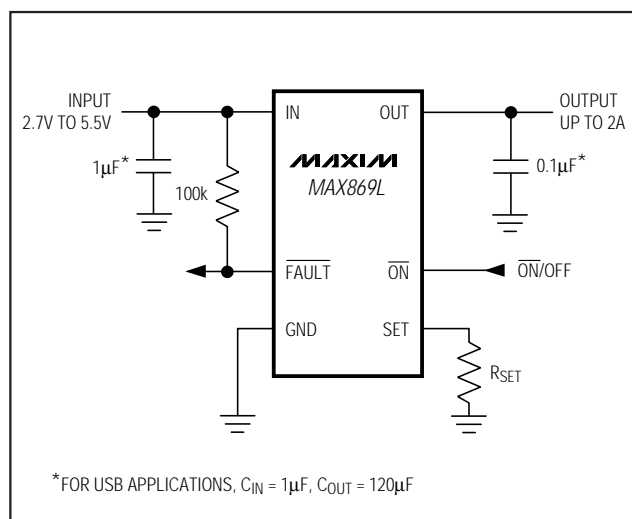 INPUT
2.7V TO 5.5V
1µF*
100k
IN
OUT
MAXIM
MAX869L
FAULT
ON
GND
SET
OUTPUT
UP TO 2A
0.1µF*
ON/OFF
RSET
*FOR USB APPLICATIONS, CIN = 1µF, COUT = 120µF